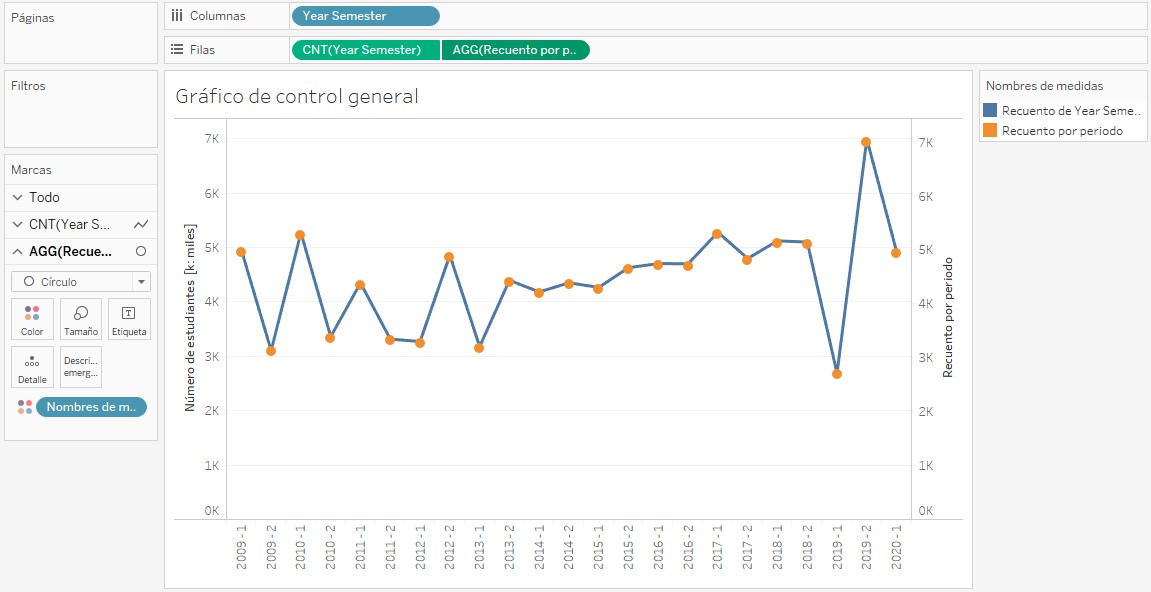 Páginas
Columnas
Year Semester
Filas
CNT(Year Semester)
AGG(Recuento por p..
Filtros
Marcas
Todo
CNT(Year S...
AGG(Recue...
Círculo
Color
Tamaño
Etiqueta
Detalle
Descri...
emerg...
Nombres de m..
Gráfico de control general
Número de estudiantes [k: miles]
7K
6K
5K
4K
3K
2K
1K
0K
2009 - 1
2009 - 2
2010 - 1
2010 - 2
2011 - 1
2011 - 2
2012 - 1
2012 - 2
2013 - 1
2013 - 2
2014 - 1
2014 - 2
2015 - 1
2015 - 2
2016 - 1
2016 - 2
2017 - 1
2017 - 2
2018 - 1
2018 - 2
2019 - 1
2019 - 2
2020 - 1
7K
6K
5K
4K
3K
2K
1K
0K
Recuento por periodo
Nombres de medidas
Recuento de Year Seme..
Recuento por periodo